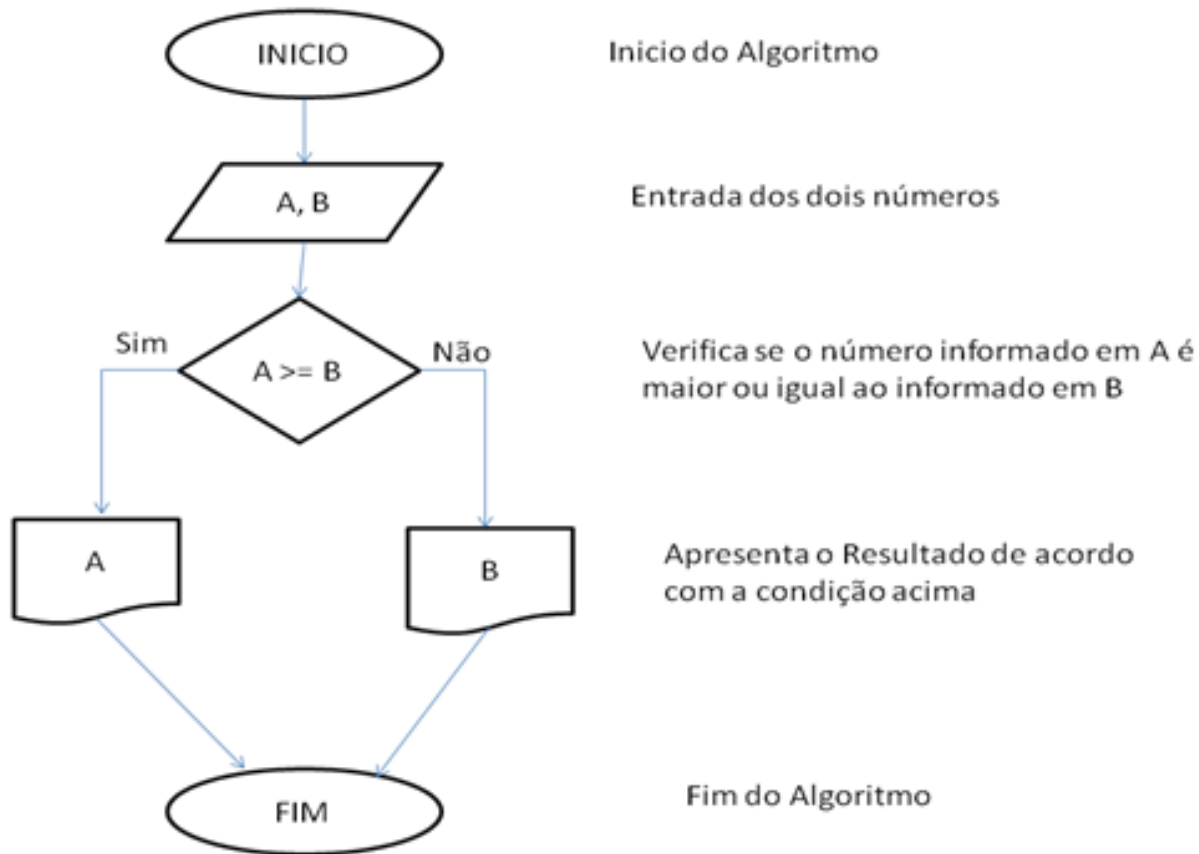 INICIO
Inicio do Algoritmo
A, B
Entrada dos dois números
Sim
Não
A >= B
Verifica se o número informado em A é
maior ou igual ao informado em B
A
B
Apresenta o Resultado de acordo
com a condição acima
FIM
Fim do Algoritmo